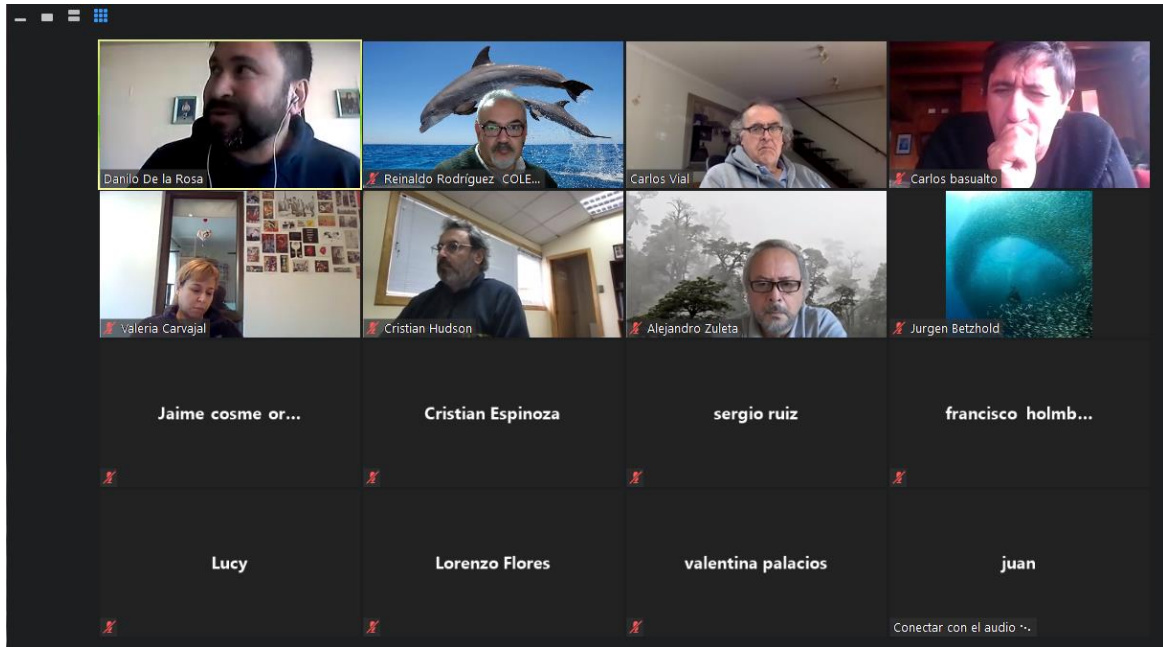 Danilo De la Rosa
Reinaldo Rodríguez COLE...
Carlos Vial
Carlos basualto
Valeria Carvajal
Cristian Hudson
Alejandro Zuleta
Jurgen Betzhold
Jaime cosme or...
Cristian Espinoza
sergio ruiz
francisco holmb...
Lucy
Lorenzo Flores
valentina palacios
juan
Conectar con el audio